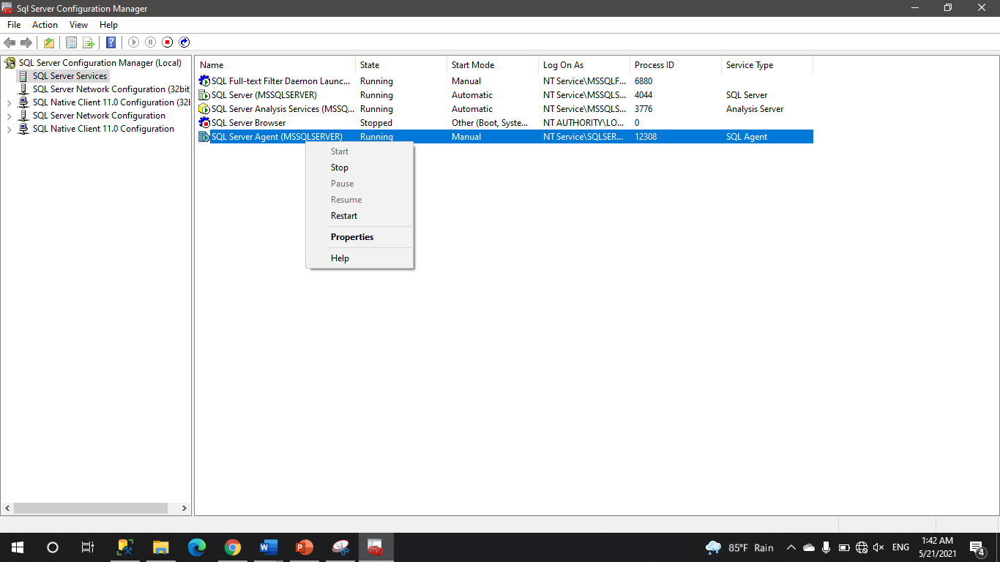 Sql Server Configuration Manager
File Action View Help
SQL Server Configuration Manager (Local)
SQL Server Services
SQL Server Network Configuration (32bit
SQL Native Client 11.0 Configuration (32b
SQL Server Network Configuration
SQL Native Client 11.0 Configuration
Name State Start Mode Log On As Process ID Service Type
SQL Full-text Filter Daemon Launc... Running Manual NT Service\MSSQLF... 6880
SQL Server (MSSQLSERVER) Running Automatic NT Service\MSSQLS... 4044 SQL Server
SQL Server Analysis Services (MSSQ... Running Automatic NT Service\MSSQLS... 3776 Analysis Server
SQL Server Browser Stopped Other (Boot, Syste... NT AUTHORITY\LO... 0
SQL Server Agent (MSSQLSERVER) Running Manual NT Service\SQLSER... 12308 SQL Agent
Start
Stop
Pause
Resume
Restart
Properties
Help
85°F Rain
ENG
1:42 AM
5/21/2021
4